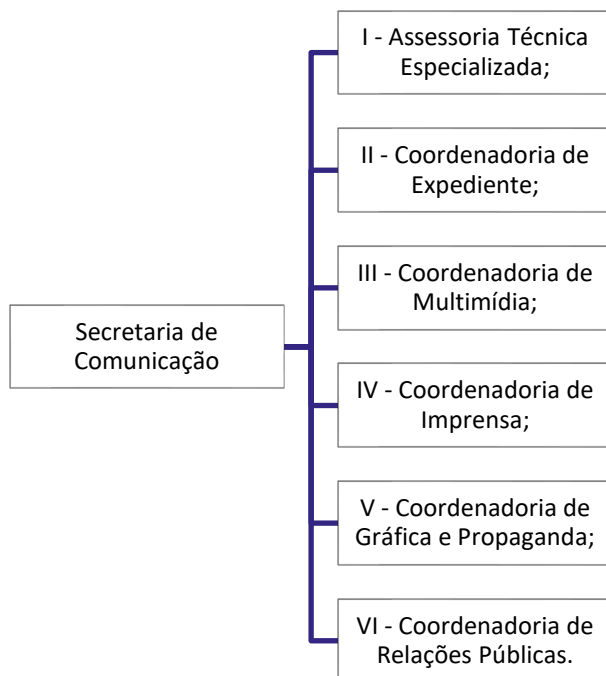 I - Assessoria Técnica
Especializada;
II - Coordenadoria de
Expediente;
III - Coordenadoria de
Multimídia;
Secretaria de
Comunicação
IV - Coordenadoria de
Imprensa;
V - Coordenadoria de
Gráfica e Propaganda;
VI - Coordenadoria de
Relações Públicas.